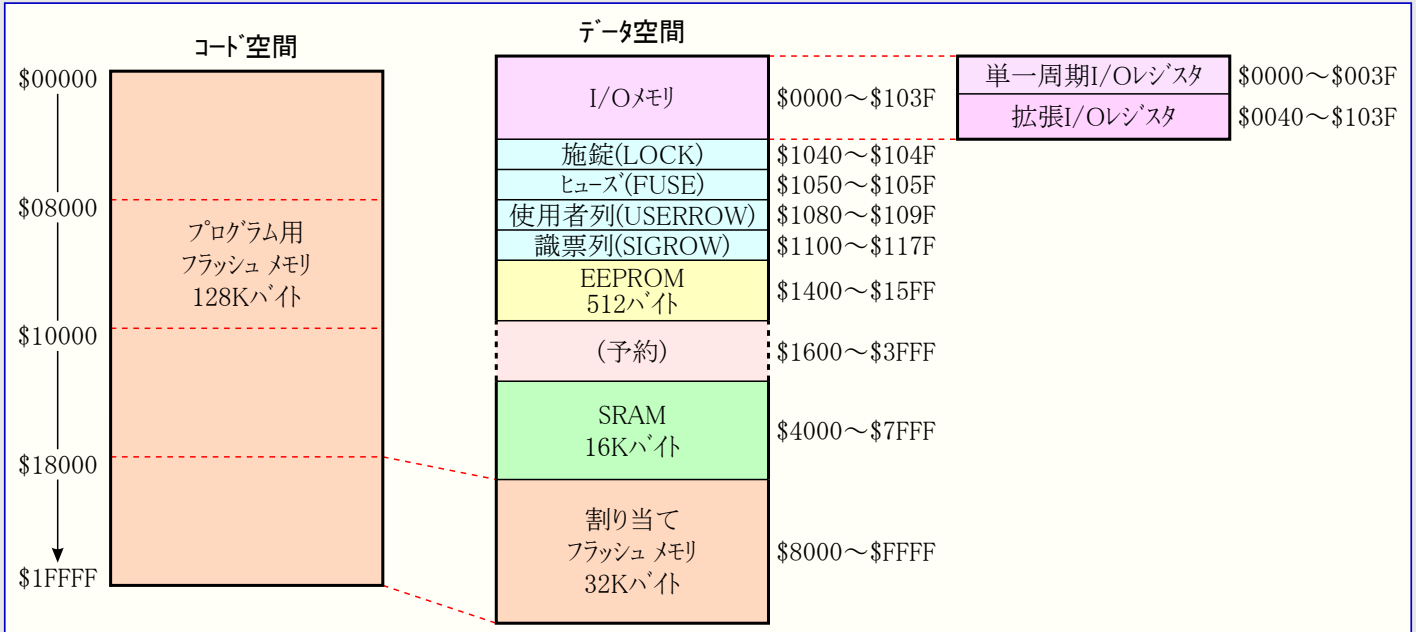 コード空間
$00000
$08000
$10000
$18000
$1FFFF
プログラム用
フラッシュ メモリ
128Kバイト
データ空間
I/Oメモリ
$0000～$103F
施錠(LOCK)
$1040～$104F
ヒューズ(FUSE)
$1050～$105F
使用者列(USERROW)
$1080～$109F
識票列(SIGROW)
$1100～$117F
EEPROM
512バイト
$1400～$15FF
(予約)
$1600～$3FFF
SRAM
16Kバイト
$4000～$7FFF
割り当て
フラッシュ メモリ
32Kバイト
$8000～$FFFF
単一周期I/Oレジスタ
$0000～$003F
拡張I/Oレジスタ
$0040～$103F